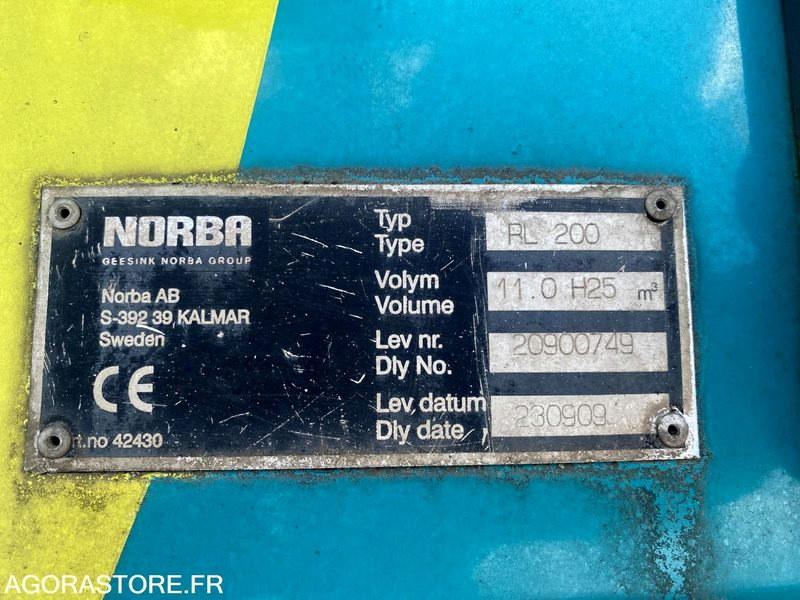 NORBA
GEESINK NORBA GROUP
Norba AB
S-392 39 KALMAR
Sweden
CE
.no 42430
Typ
Type
RL 200
Volym
Volume
11.0 H25 m³
Lev nr.
Dly No.
20900749
Lev datum
Dly date
230909
AGORASTORE.FR